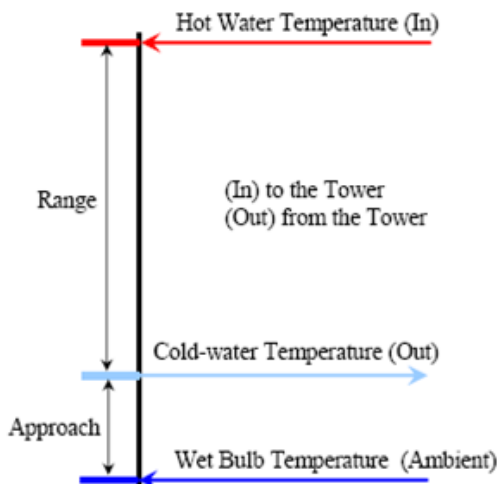 Hot Water Temperature (In)
Range
(In) to the Tower
(Out) from the Tower
Cold-water Temperature (Out)
Approach
Wet Bulb Temperature (Ambient)